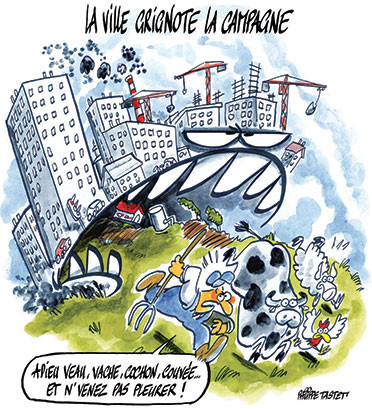 LA VILLE GRIGNOTE LA CAMPAGNE
ADIEU VEAU, VACHE, COCHON, COUVÉE...
ET N'VENEZ PAS PLEURER !
PHILIPPE TASTET